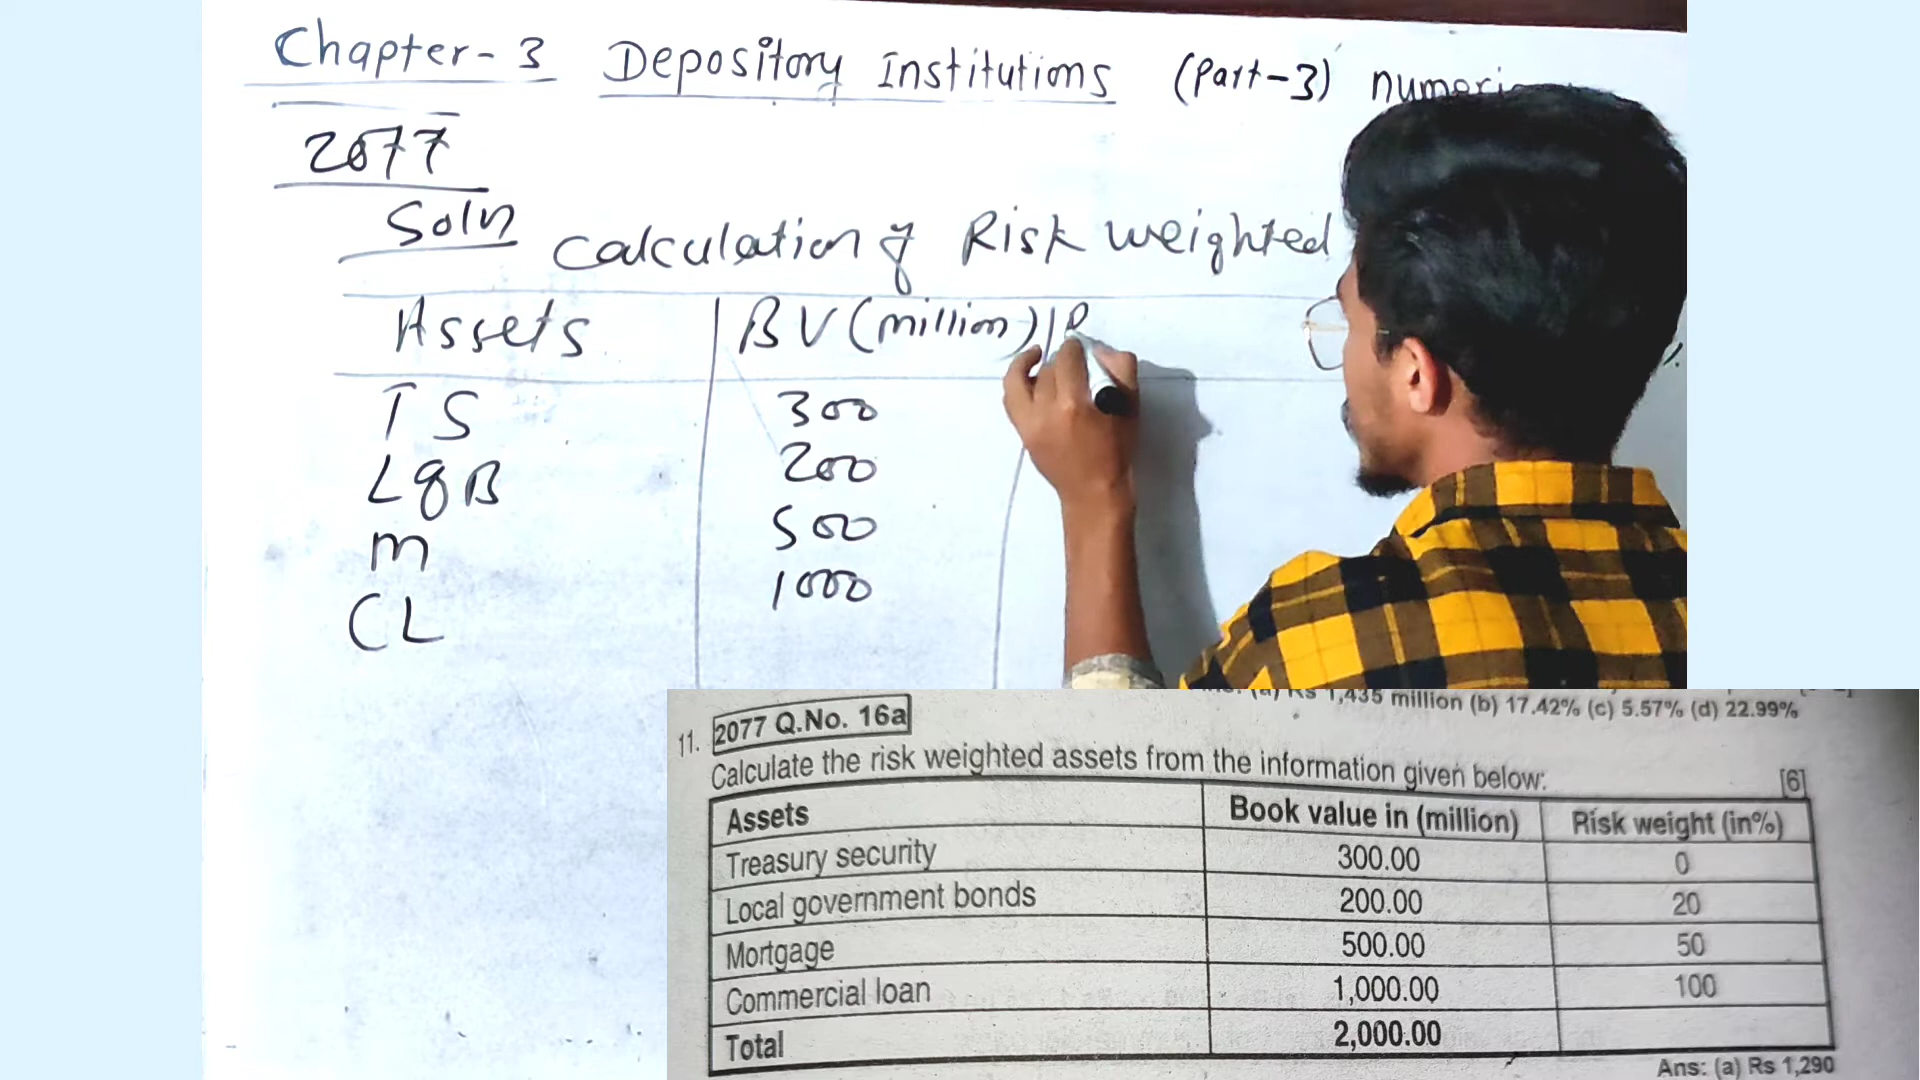 Chapter-3 Depository Institutions (Part-3)
2077
Soln
Calculation of Risk weighted
Assets BV (million)
TS 300
LgB 200
m 500
CL 1000
1,435 million (b) 17.42% (c) 5.57% (d) 22.99%
11. 2077 Q.No. 16a
Calculate the risk weighted assets from the information given below: [6]
Assets Book value in (million) Risk weight (in%)
Treasury security 300.00 0
Local government bonds 200.00 20
Mortgage 500.00 50
Commercial loan 1,000.00 100
Total 2,000.00
Ans: (a) Rs 1,290